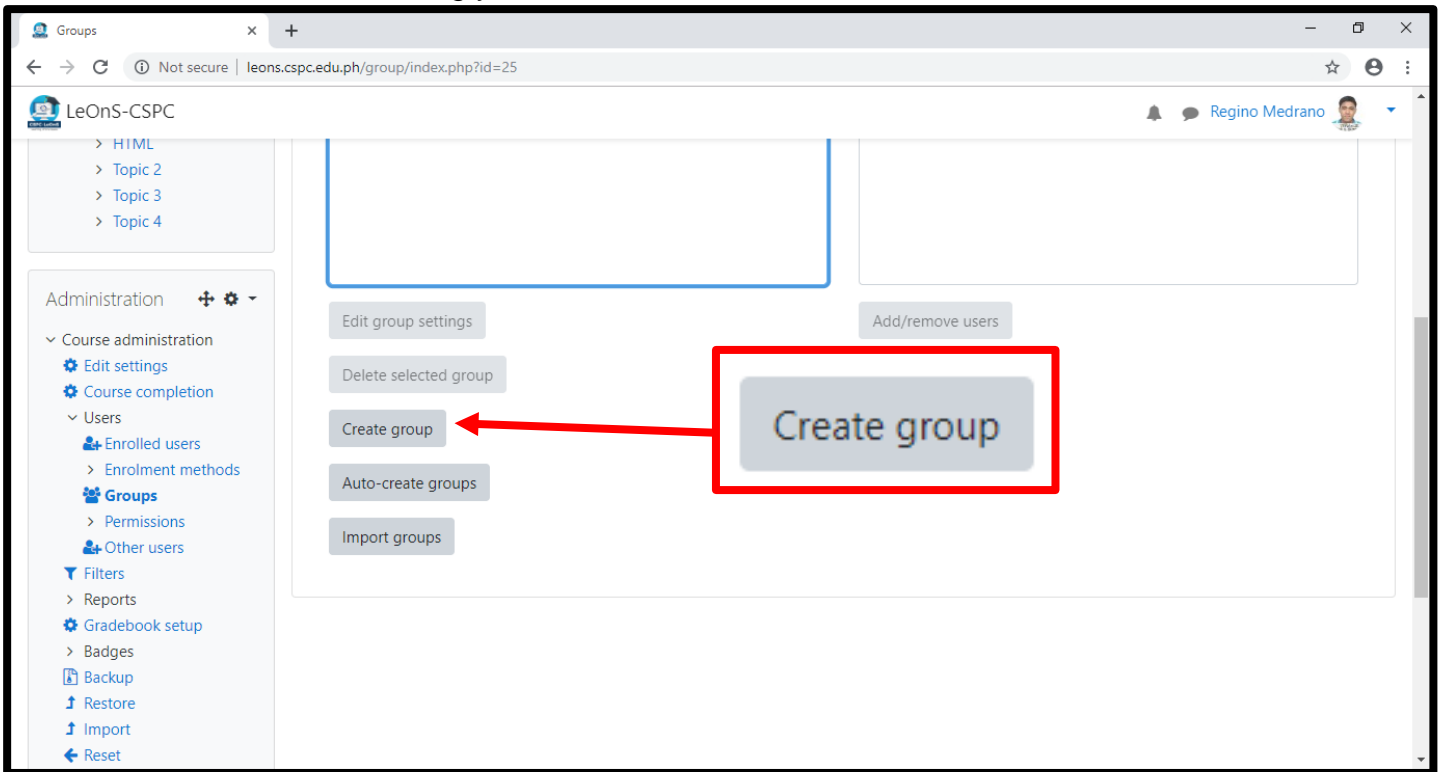 Groups
Not secure | leons.cspc.edu.ph/group/index.php?id=25
LeOnS-CSPC
Regino Medrano
> HTML
> Topic 2
> Topic 3
> Topic 4
Administration
Course administration
Edit settings
Course completion
Users
Enrolled users
> Enrolment methods
Groups
> Permissions
Other users
Filters
> Reports
Gradebook setup
> Badges
Backup
Restore
Import
Reset
Edit group settings
Add/remove users
Delete selected group
Create group
Create group
Auto-create groups
Import groups